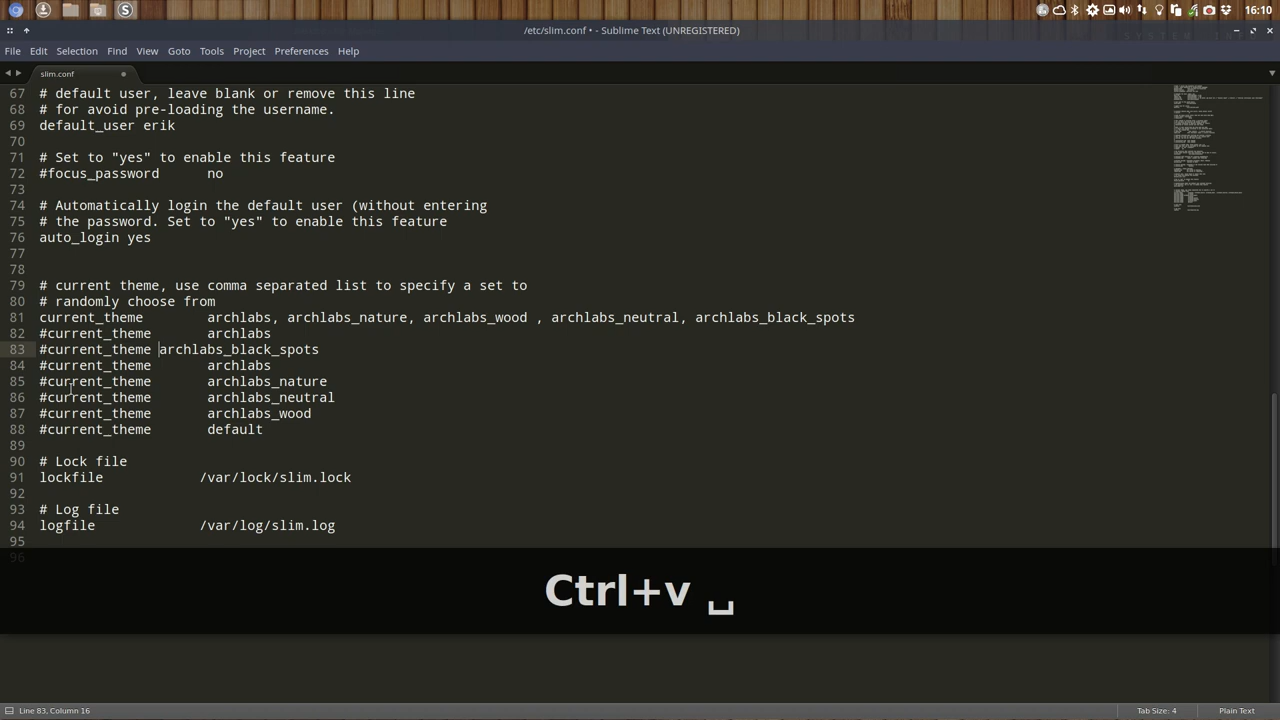 16:10
/etc/slim.conf • - Sublime Text (UNREGISTERED)
File Edit Selection Find View Goto Tools Project Preferences Help
slim.conf
67 # default user, leave blank or remove this line
68 # for avoid pre-loading the username.
69 default_user erik
70
71 # Set to "yes" to enable this feature
72 #focus_password      no
73
74 # Automatically login the default user (without entering
75 # the password. Set to "yes" to enable this feature
76 auto_login yes
77
78
79 # current theme, use comma separated list to specify a set to
80 # randomly choose from
81 current_theme        archlabs, archlabs_nature, archlabs_wood , archlabs_neutral, archlabs_black_spots
82 #current_theme       archlabs
83 #current_theme archlabs_black_spots
84 #current_theme       archlabs
85 #current_theme       archlabs_nature
86 #current_theme       archlabs_neutral
87 #current_theme       archlabs_wood
88 #current_theme       default
89
90 # Lock file
91 lockfile            /var/lock/slim.lock
92
93 # Log file
94 logfile             /var/log/slim.log
95
96
Ctrl+v ␣
Line 83, Column 16
Tab Size: 4
Plain Text